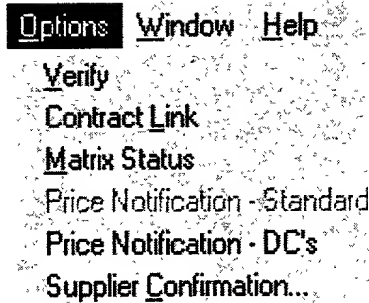 Options Window Help
Verify
Contract Link
Matrix Status
Price Notification - Standard
Price Notification - DC's
Supplier Confirmation...